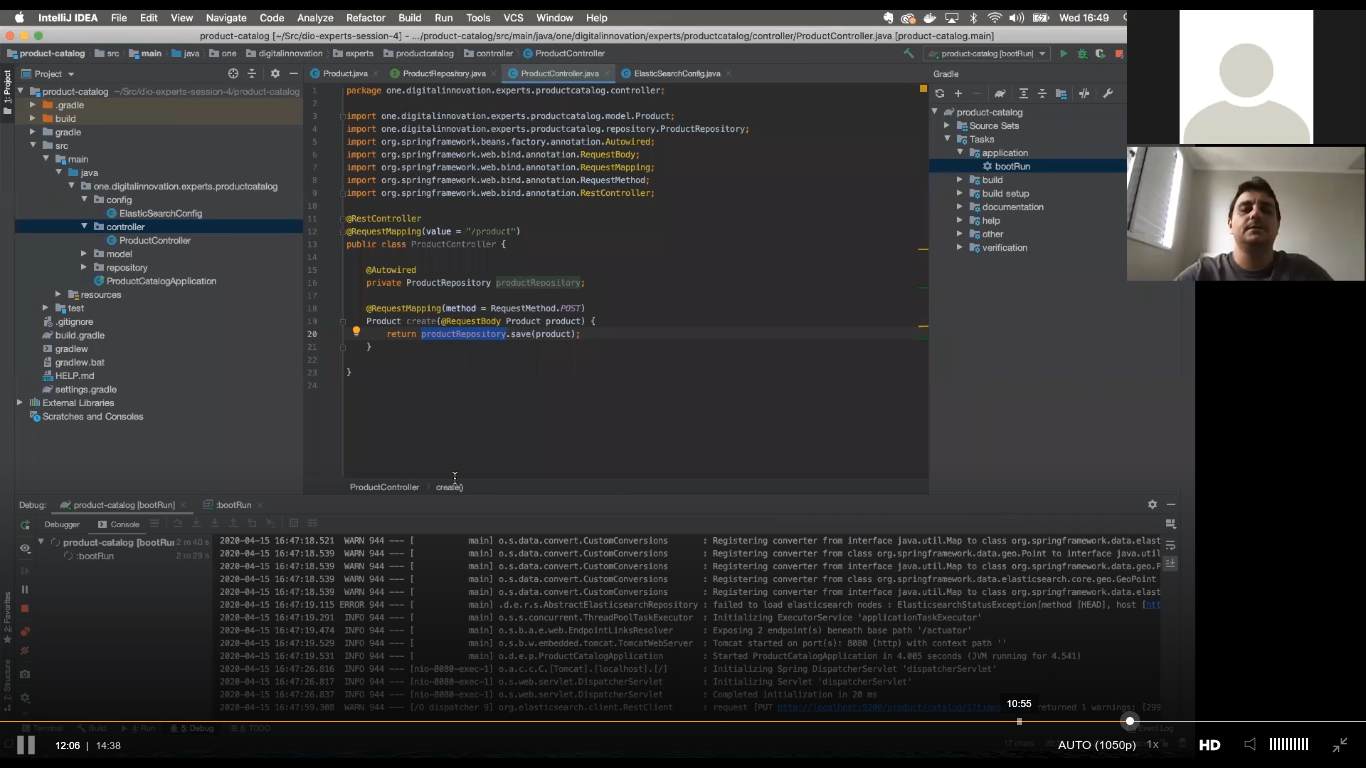 IntelliJ IDEA File Edit View Navigate Code Analyze Refactor Build Run Tools VCS Window Help Wed 16:49
product-catalog [~/Src/dio-experts-session-4/product-catalog] - .../product-catalog/src/main/java/one/digitalinnovation/experts/productcatalog/controller/ProductController.java [product-catalog.main]
product-catalog src main java one digitalinnovation experts productcatalog controller ProductController product-catalog [bootRun]
Project Product.java ProductRepository.java ProductController.java ElasticSearchConfig.java Gradle
1: Project
product-catalog ~/Src/dio-experts-session-4/product-catalog
.gradle
build
gradle
src
main
java
one.digitalinnovation.experts.productcatalog
config
ElasticSearchConfig
controller
ProductController
model
repository
ProductCatalogApplication
resources
test
.gitignore
build.gradle
gradlew
gradlew.bat
HELP.md
settings.gradle
External Libraries
Scratches and Consoles
1 package one.digitalinnovation.experts.productcatalog.controller;
2
3 import one.digitalinnovation.experts.productcatalog.model.Product;
4 import one.digitalinnovation.experts.productcatalog.repository.ProductRepository;
5 import org.springframework.beans.factory.annotation.Autowired;
6 import org.springframework.web.bind.annotation.RequestBody;
7 import org.springframework.web.bind.annotation.RequestMapping;
8 import org.springframework.web.bind.annotation.RequestMethod;
9 import org.springframework.web.bind.annotation.RestController;
10
11 @RestController
12 @RequestMapping(value = "/product")
13 public class ProductController {
14
15 @Autowired
16 private ProductRepository productRepository;
17
18 @RequestMapping(method = RequestMethod.POST)
19 Product create(@RequestBody Product product) {
20 return productRepository.save(product);
21 }
22
23 }
24
ProductController create()
product-catalog
Source Sets
Tasks
application
bootRun
build
build setup
documentation
help
other
verification
Debug: product-catalog [bootRun] :bootRun
Debugger Console
product-catalog [bootRun 2 m 40 s
:bootRun 2 m 29 s
2: Favorites
Z: Structure
2020-04-15 16:47:18.521 WARN 944 --- [ main] o.s.data.convert.CustomConversions : Registering converter from interface java.util.Map to class org.springframework.data.elast
2020-04-15 16:47:18.539 WARN 944 --- [ main] o.s.data.convert.CustomConversions : Registering converter from class org.springframework.data.geo.Point to interface java.util
2020-04-15 16:47:18.539 WARN 944 --- [ main] o.s.data.convert.CustomConversions : Registering converter from interface java.util.Map to class org.springframework.data.geo.P
2020-04-15 16:47:18.539 WARN 944 --- [ main] o.s.data.convert.CustomConversions : Registering converter from class org.springframework.data.elasticsearch.core.geo.GeoPoint
2020-04-15 16:47:18.539 WARN 944 --- [ main] o.s.data.convert.CustomConversions : Registering converter from interface java.util.Map to class org.springframework.data.elast
2020-04-15 16:47:19.115 ERROR 944 --- [ main] .d.e.r.s.AbstractElasticsearchRepository : failed to load elasticsearch nodes : ElasticsearchStatusException[method [HEAD], host [htt
2020-04-15 16:47:19.291 INFO 944 --- [ main] o.s.s.concurrent.ThreadPoolTaskExecutor : Initializing ExecutorService 'applicationTaskExecutor'
2020-04-15 16:47:19.474 INFO 944 --- [ main] o.s.b.a.e.web.EndpointLinksResolver : Exposing 2 endpoint(s) beneath base path '/actuator'
2020-04-15 16:47:19.529 INFO 944 --- [ main] o.s.b.w.embedded.tomcat.TomcatWebServer : Tomcat started on port(s): 8080 (http) with context path ''
2020-04-15 16:47:19.531 INFO 944 --- [ main] o.d.e.p.ProductCatalogApplication : Started ProductCatalogApplication in 4.005 seconds (JVM running for 4.541)
2020-04-15 16:47:26.816 INFO 944 --- [nio-8080-exec-1] o.a.c.c.C.[Tomcat].[localhost].[/] : Initializing Spring DispatcherServlet 'dispatcherServlet'
2020-04-15 16:47:26.817 INFO 944 --- [nio-8080-exec-1] o.s.web.servlet.DispatcherServlet : Initializing Servlet 'dispatcherServlet'
2020-04-15 16:47:26.837 INFO 944 --- [nio-8080-exec-1] o.s.web.servlet.DispatcherServlet : Completed initialization in 20 ms
2020-04-15 16:47:59.308 WARN 944 --- [/O dispatcher 9] org.elasticsearch.client.RestClient : request [PUT http://localhost:9200/product/catalog/1?time returned 1 warnings: [299
Terminal Build 4: Run 5: Debug 6: TODO Event Log
10:55
12:06 | 14:38 AUTO (1050p) 1x HD